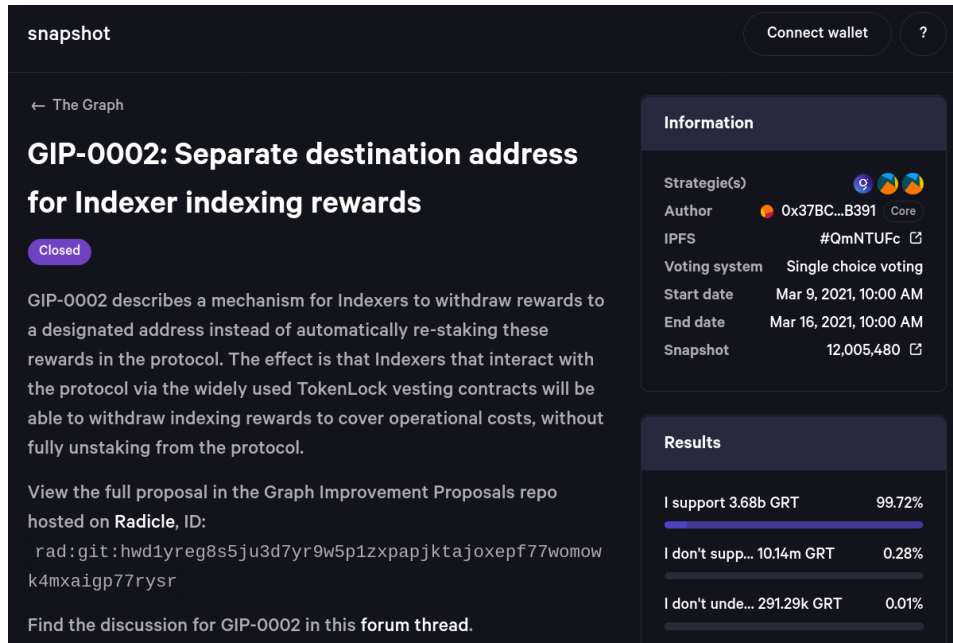 snapshot
Connect wallet
?
← The Graph
GIP-0002: Separate destination address
for Indexer indexing rewards
Closed
GIP-0002 describes a mechanism for Indexers to withdraw rewards to
a designated address instead of automatically re-staking these
rewards in the protocol. The effect is that Indexers that interact with
the protocol via the widely used TokenLock vesting contracts will be
able to withdraw indexing rewards to cover operational costs, without
fully unstaking from the protocol.
View the full proposal in the Graph Improvement Proposals repo
hosted on Radicle, ID:
rad:git:hwd1yreg8s5ju3d7yr9w5p1zxpapjktajoxepf77womow
k4mxaigp77rysr
Find the discussion for GIP-0002 in this forum thread.
Information
Strategie(s)
Author 0x37BC...B391 Core
IPFS #QmNTUFc
Voting system Single choice voting
Start date Mar 9, 2021, 10:00 AM
End date Mar 16, 2021, 10:00 AM
Snapshot 12,005,480
Results
I support 3.68b GRT 99.72%
I don't supp... 10.14m GRT 0.28%
I don't unde... 291.29k GRT 0.01%